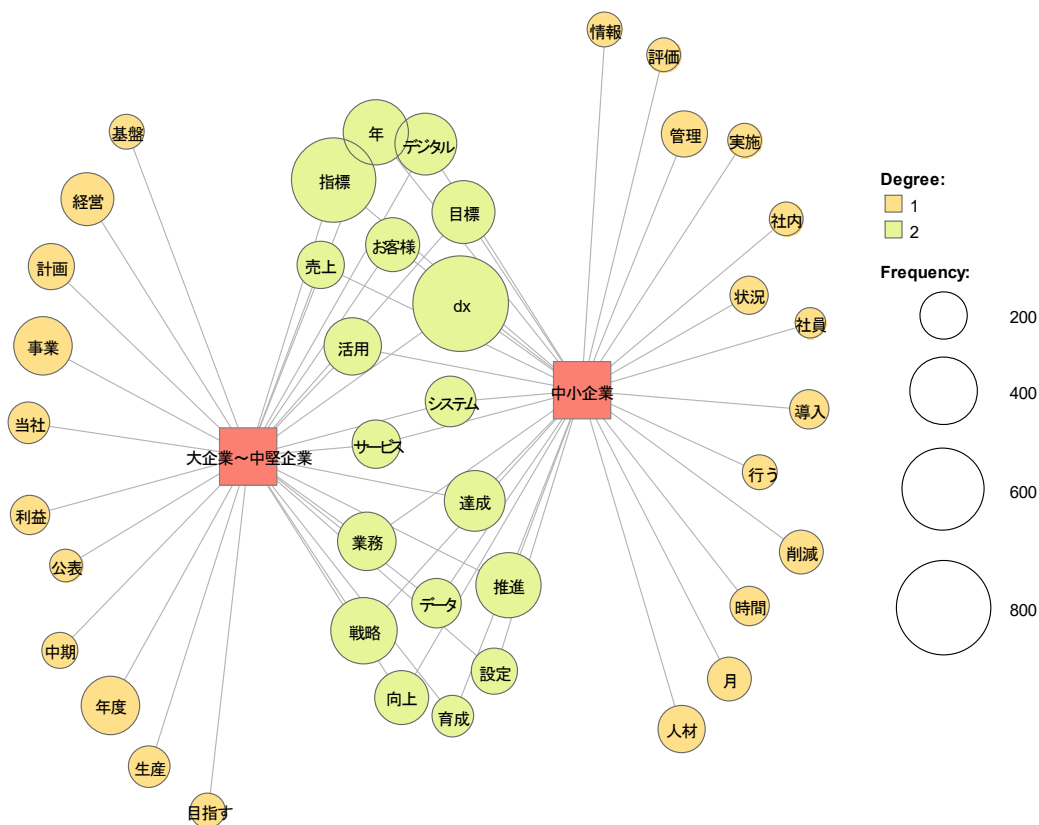 情報
評価
基盤
年
デジタル
管理
実施
指標
Degree:
経営
目標
1
社内
2
お客様
計画
売上
Frequency:
状況
dx
200
社員
事業
活用
中小企業
400
システム
導入
当社
サービス
大企業～中堅企業
行う
600
達成
利益
業務
削減
公表
推進
データ
時間
800
戦略
中期
設定
月
向上
年度
育成
人材
生産
目指す